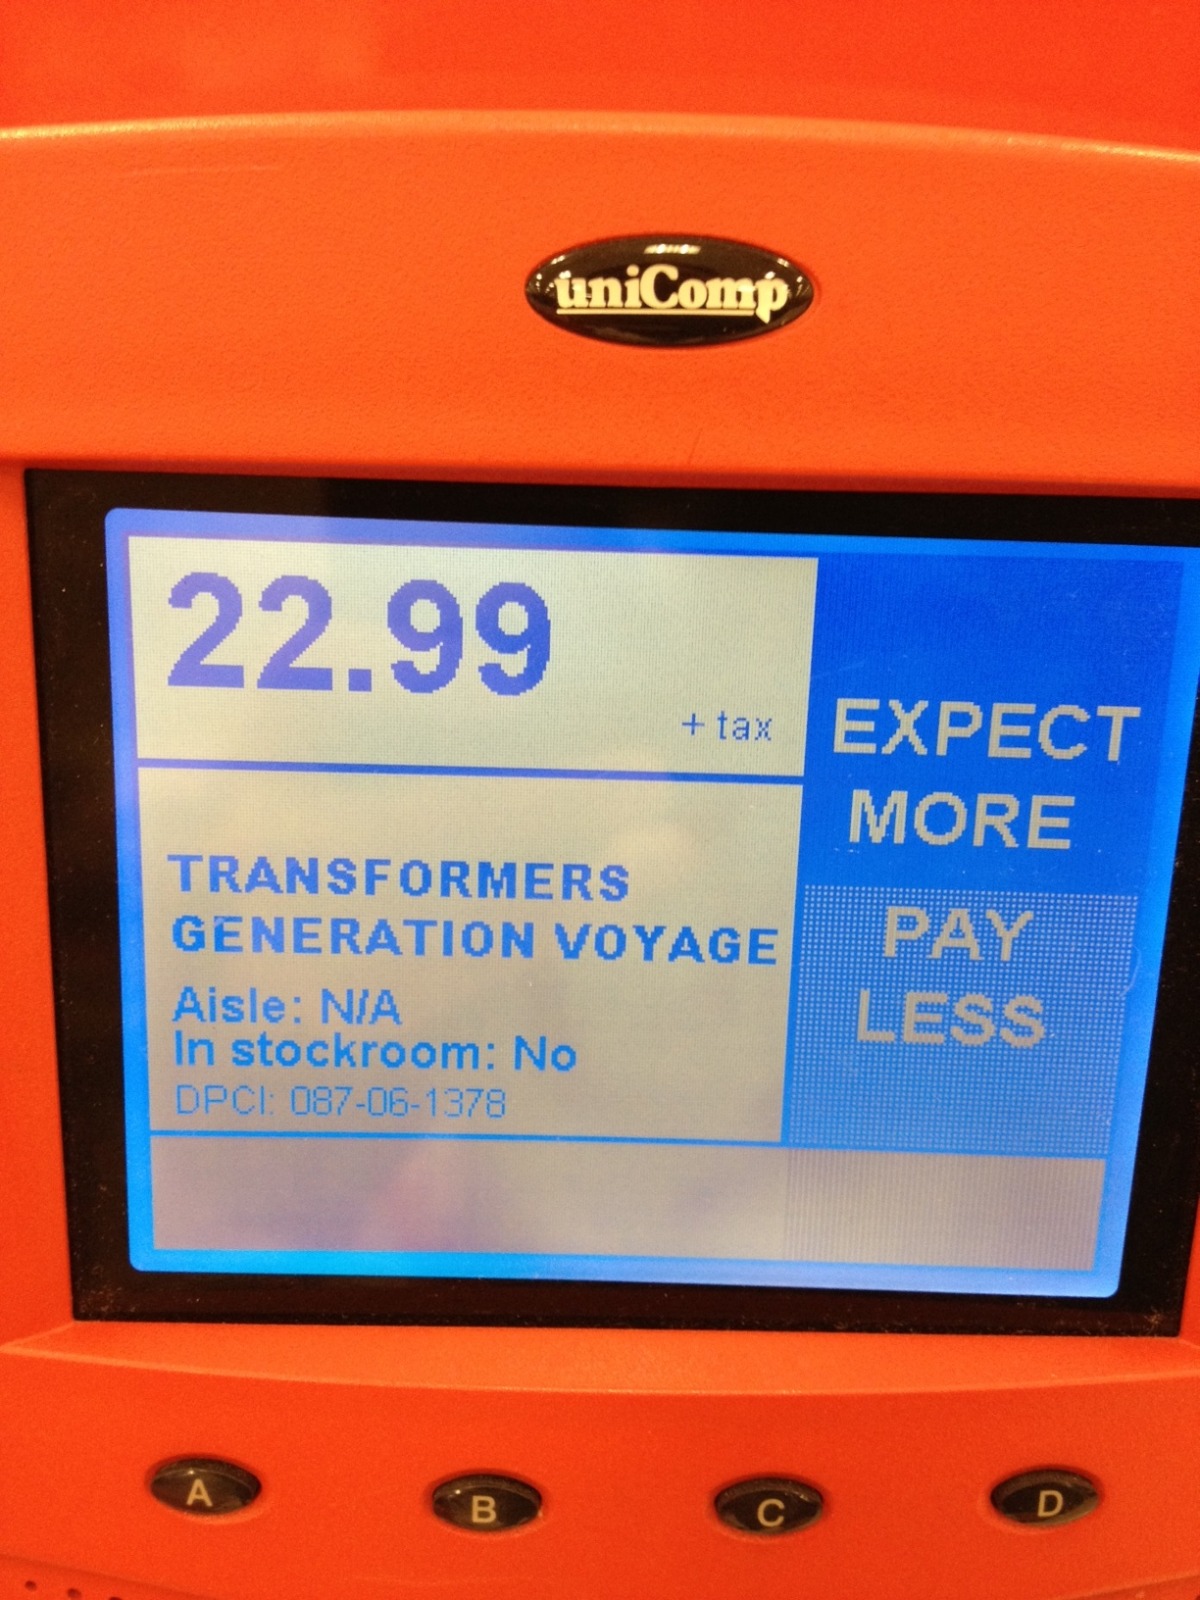 uniComp
22.99
+ tax
TRANSFORMERS
GENERATION VOYAGE
Aisle: N/A
In stockroom: No
DPCI: 087-06-1378
EXPECT
MORE
PAY
LESS
A B C D